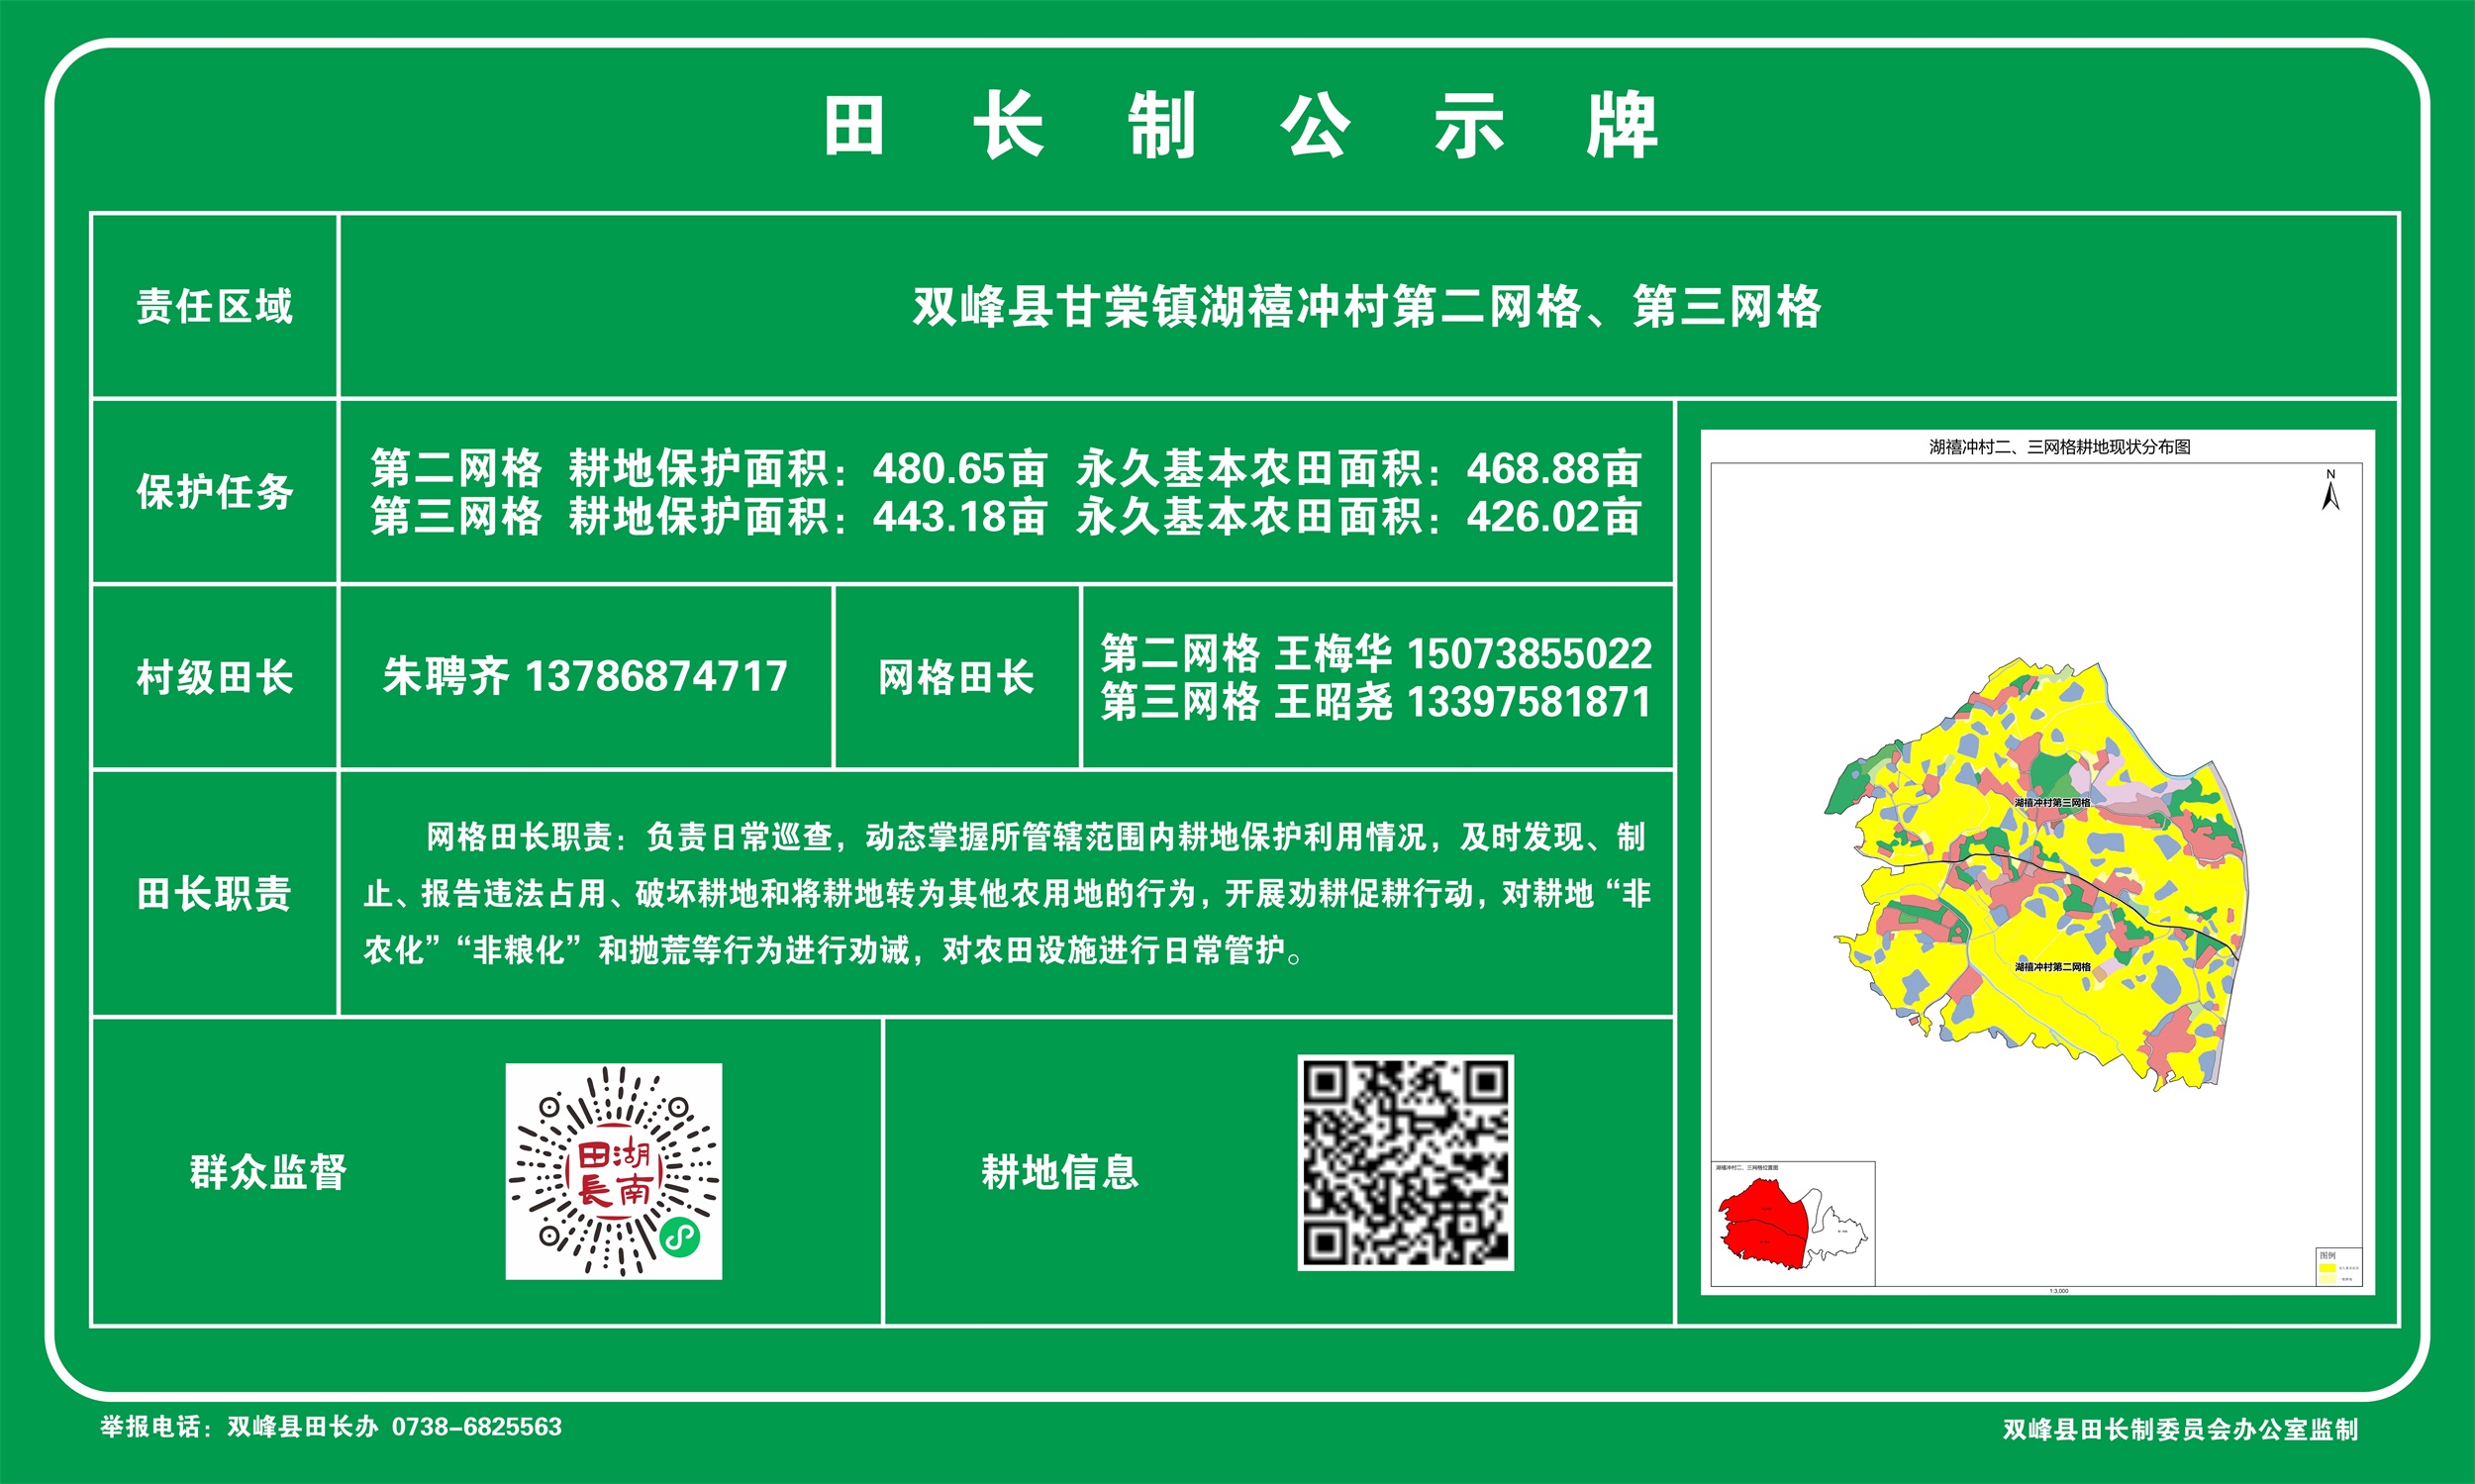 田长制公示牌
责任区域
双峰县甘棠镇湖禧冲村第二网格、第三网格
保护任务
第二网格 耕地保护面积：480.65亩 永久基本农田面积：468.88亩
第三网格 耕地保护面积：443.18亩 永久基本农田面积：426.02亩
村级田长
朱聘齐 13786874717
网格田长
第二网格 王梅华 15073855022
第三网格 王昭尧 13397581871
田长职责
网格田长职责：负责日常巡查，动态掌握所管辖范围内耕地保护利用情况，及时发现、制
止、报告违法占用、破坏耕地和将耕地转为其他农用地的行为，开展劝耕促耕行动，对耕地“非
农化”“非粮化”和抛荒等行为进行劝诫，对农田设施进行日常管护。
群众监督
田湖
長南
耕地信息
湖禧冲村二、三网格耕地现状分布图
N
湖禧冲村第三网格
湖禧冲村第二网格
湖禧冲村二、三网格位置图
图例
1:3,000
举报电话：双峰县田长办 0738-6825563
双峰县田长制委员会办公室监制